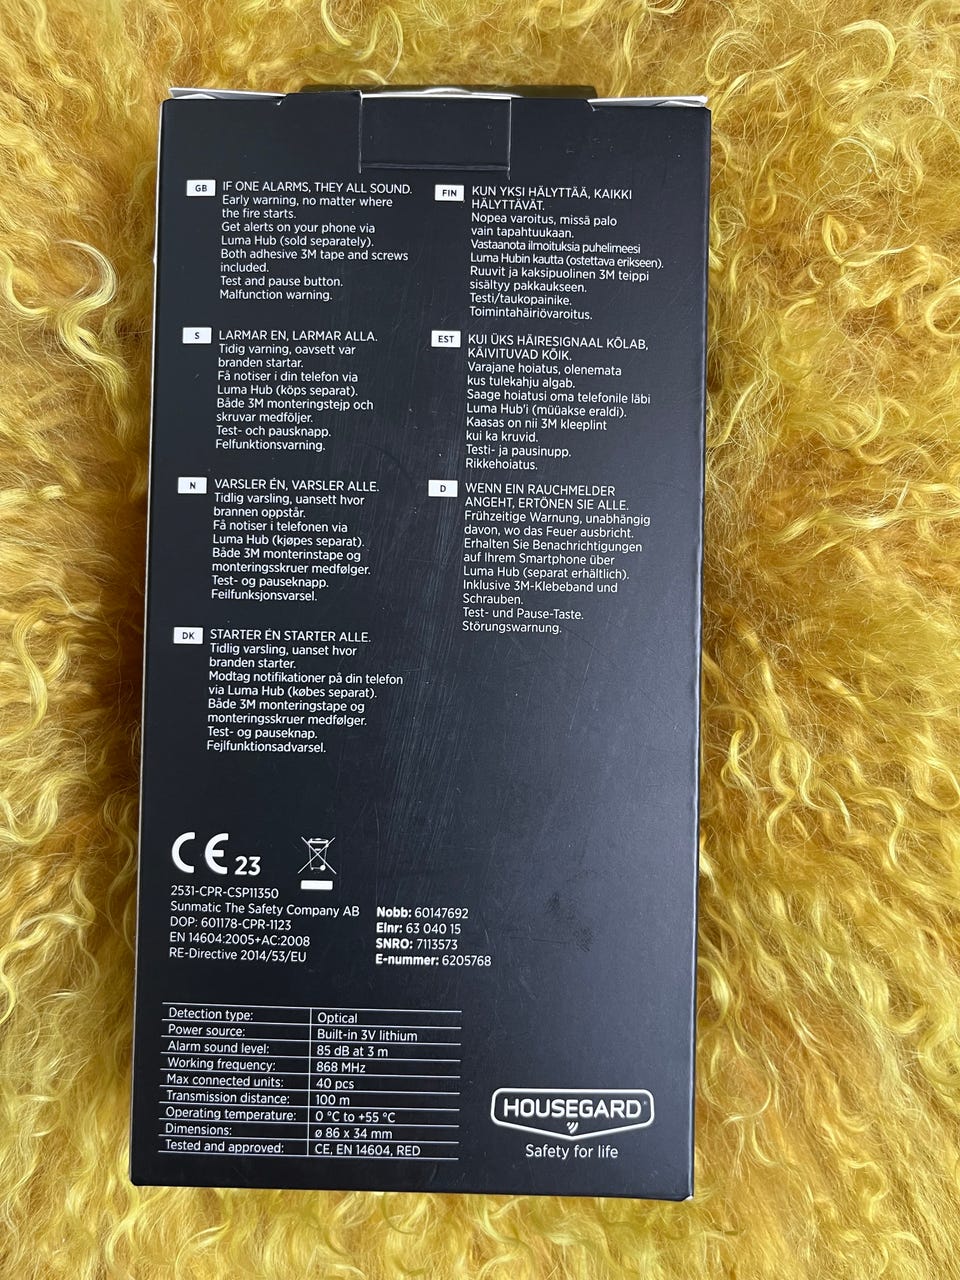 GB
IF ONE ALARMS, THEY ALL SOUND.
Early warning, no matter where
the fire starts.
Get alerts on your phone via
Luma Hub (sold separately).
Both adhesive 3M tape and screws
included.
Test and pause button.
Malfunction warning.
S
LARMAR EN, LARMAR ALLA.
Tidig varning, oavsett var
branden startar.
Få notiser i din telefon via
Luma Hub (köps separat).
Både 3M monteringstejp och
skruvar medföljer.
Test- och pausknapp.
Felfunktionsvarning.
N
VARSLER ÉN, VARSLER ALLE.
Tidlig varsling, uansett hvor
brannen oppstår.
Få notiser i telefonen via
Luma Hub (kjøpes separat).
Både 3M monterinstape og
monteringsskruer medfølger.
Test- og pauseknapp.
Feilfunksjonsvarsel.
DK
STARTER ÉN STARTER ALLE.
Tidlig varsling, uanset hvor
branden starter.
Modtag notifikationer på din telefon
via Luma Hub (købes separat).
Både 3M monteringstape og
monteringsskruer medfølger.
Test- og pauseknap.
Fejlfunktionsadvarsel.
FIN
KUN YKSI HÄLYTTÄÄ, KAIKKI
HÄLYTTÄVÄT.
Nopea varoitus, missä palo
vain tapahtuukaan.
Vastaanota ilmoituksia puhelimeesi
Luma Hubin kautta (ostettava erikseen).
Ruuvit ja kaksipuolinen 3M teippi
sisältyy pakkaukseen.
Testi/taukopainike.
Toimintahäiriövaroitus.
EST
KUI ÜKS HÄIRESIGNAAL KÕLAB,
KÄIVITUVAD KÕIK.
Varajane hoiatus, olenemata
kus tulekahju algab.
Saage hoiatusi oma telefonile läbi
Luma Hub'i (müüakse eraldi).
Kaasas on nii 3M kleeplint
kui ka kruvid.
Testi- ja pausinupp.
Rikkehoiatus.
D
WENN EIN RAUCHMELDER
ANGEHT, ERTÖNEN SIE ALLE.
Frühzeitige Warnung, unabhängig
davon, wo das Feuer ausbricht.
Erhalten Sie Benachrichtigungen
auf Ihrem Smartphone über
Luma Hub (separat erhältlich).
Inklusive 3M-Klebeband und
Schrauben.
Test- und Pause-Taste.
Störungswarnung.
CE 23
2531-CPR-CSP11350
Sunmatic The Safety Company AB
DOP: 601178-CPR-1123
EN 14604:2005+AC:2008
RE-Directive 2014/53/EU
Nobb: 60147692
Elnr: 63 040 15
SNRO: 7113573
E-nummer: 6205768
Detection type: Optical
Power source: Built-in 3V lithium
Alarm sound level: 85 dB at 3 m
Working frequency: 868 MHz
Max connected units: 40 pcs
Transmission distance: 100 m
Operating temperature: 0 °C to +55 °C
Dimensions: ø 86 x 34 mm
Tested and approved: CE, EN 14604, RED
HOUSEGARD
Safety for life